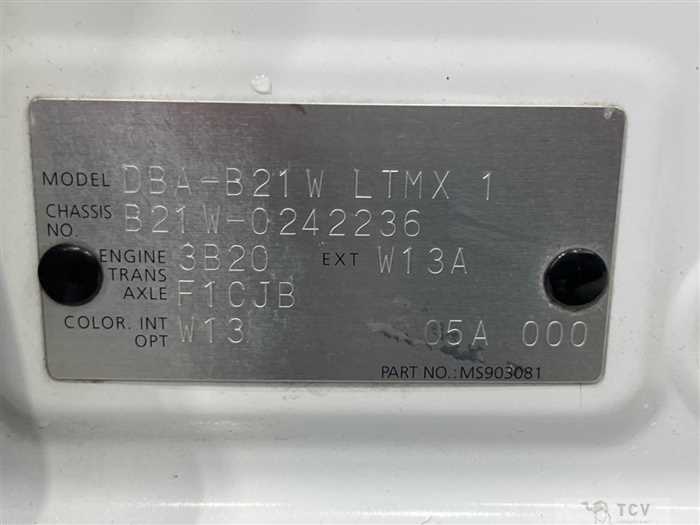 MODEL DBA-B21W LTMX 1
CHASSIS NO. B21W-0242236
ENGINE 3B20 EXT W13A
TRANS AXLE F1CJB
COLOR. INT OPT W13 05A 000
PART NO.:MS903081
TCV